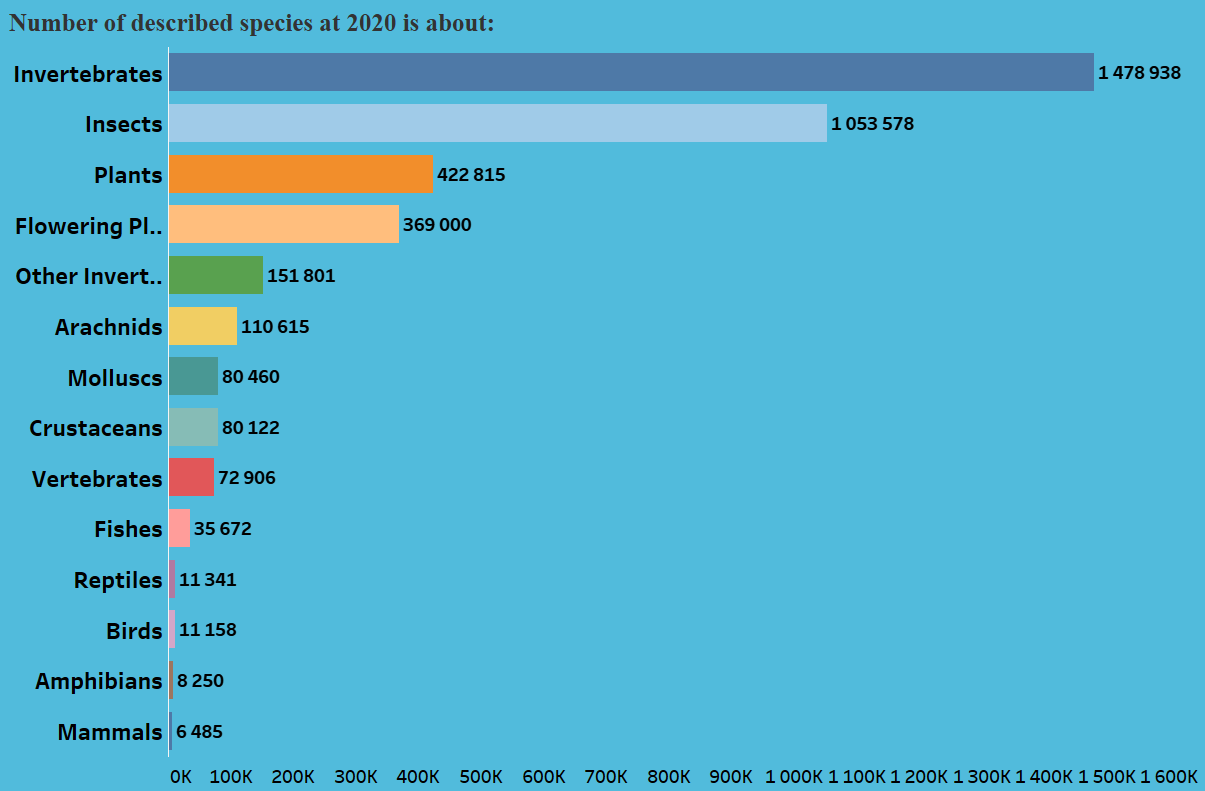 Number of described species at 2020 is about:
Invertebrates 1 478 938
Insects 1 053 578
Plants 422 815
Flowering Pl.. 369 000
Other Invert.. 151 801
Arachnids 110 615
Molluscs 80 460
Crustaceans 80 122
Vertebrates 72 906
Fishes 35 672
Reptiles 11 341
Birds 11 158
Amphibians 8 250
Mammals 6 485
0K 100K 200K 300K 400K 500K 600K 700K 800K 900K 1 000K 1 100K 1 200K 1 300K 1 400K 1 500K 1 600K